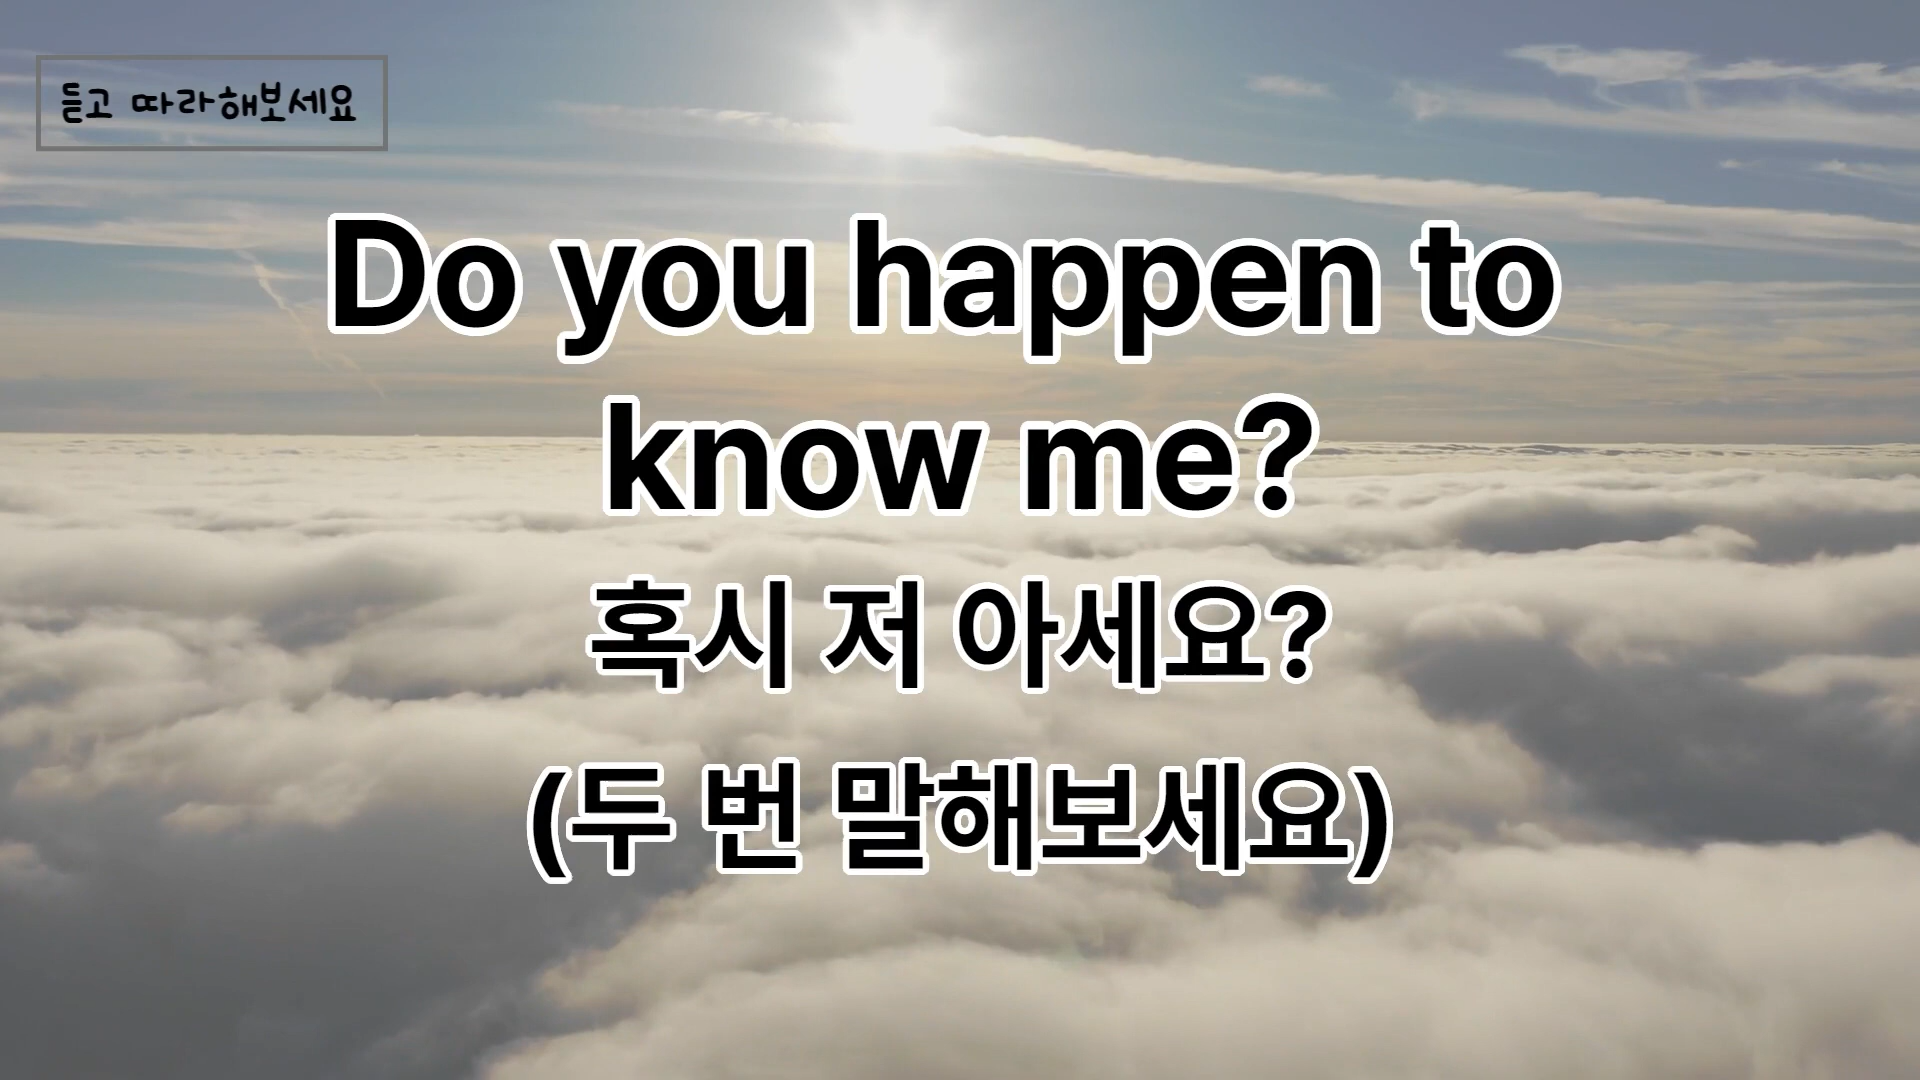 듣고 따라해보세요
Do you happen to
know me?
혹시 저 아세요?
(두 번 말해보세요)